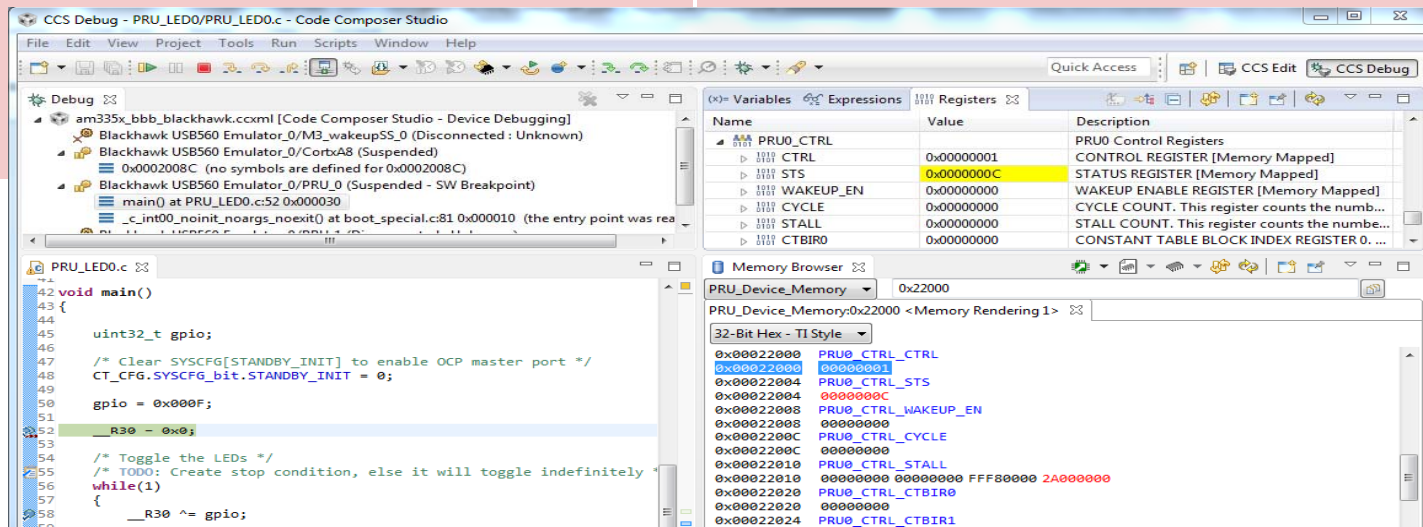 CCS Debug - PRU_LED0/PRU_LED0.c - Code Composer Studio
File Edit View Project Tools Run Scripts Window Help
Quick Access CCS Edit CCS Debug
Debug
am335x_bbb_blackhawk.ccxml [Code Composer Studio - Device Debugging]
Blackhawk USB560 Emulator_0/M3_wakeupSS_0 (Disconnected : Unknown)
Blackhawk USB560 Emulator_0/CortxA8 (Suspended)
0x0002008C (no symbols are defined for 0x0002008C)
Blackhawk USB560 Emulator_0/PRU_0 (Suspended - SW Breakpoint)
main() at PRU_LED0.c:52 0x000030
_c_int00_noinit_noargs_noexit() at boot_special.c:81 0x000010 (the entry point was rea
(x)= Variables Expressions Registers
Name Value Description
PRU0_CTRL PRU0 Control Registers
CTRL 0x00000001 CONTROL REGISTER [Memory Mapped]
STS 0x0000000C STATUS REGISTER [Memory Mapped]
WAKEUP_EN 0x00000000 WAKEUP ENABLE REGISTER [Memory Mapped]
CYCLE 0x00000000 CYCLE COUNT. This register counts the numb...
STALL 0x00000000 STALL COUNT. This register counts the numbe...
CTBIR0 0x00000000 CONSTANT TABLE BLOCK INDEX REGISTER 0. ...
PRU_LED0.c
42 void main()
43 {
44
45 uint32_t gpio;
46
47 /* Clear SYSCFG[STANDBY_INIT] to enable OCP master port */
48 CT_CFG.SYSCFG_bit.STANDBY_INIT = 0;
49
50 gpio = 0x000F;
51
52 __R30 = 0x0;
53
54 /* Toggle the LEDs */
55 /* TODO: Create stop condition, else it will toggle indefinitely *
56 while(1)
57 {
58 __R30 ^= gpio;
Memory Browser
PRU_Device_Memory 0x22000
PRU_Device_Memory:0x22000 <Memory Rendering 1>
32-Bit Hex - TI Style
0x00022000 PRU0_CTRL_CTRL
0x00022000 00000001
0x00022004 PRU0_CTRL_STS
0x00022004 0000000C
0x00022008 PRU0_CTRL_WAKEUP_EN
0x00022008 00000000
0x0002200C PRU0_CTRL_CYCLE
0x0002200C 00000000
0x00022010 PRU0_CTRL_STALL
0x00022010 00000000 00000000 FFF80000 2A000000
0x00022020 PRU0_CTRL_CTBIR0
0x00022020 00000000
0x00022024 PRU0_CTRL_CTBIR1